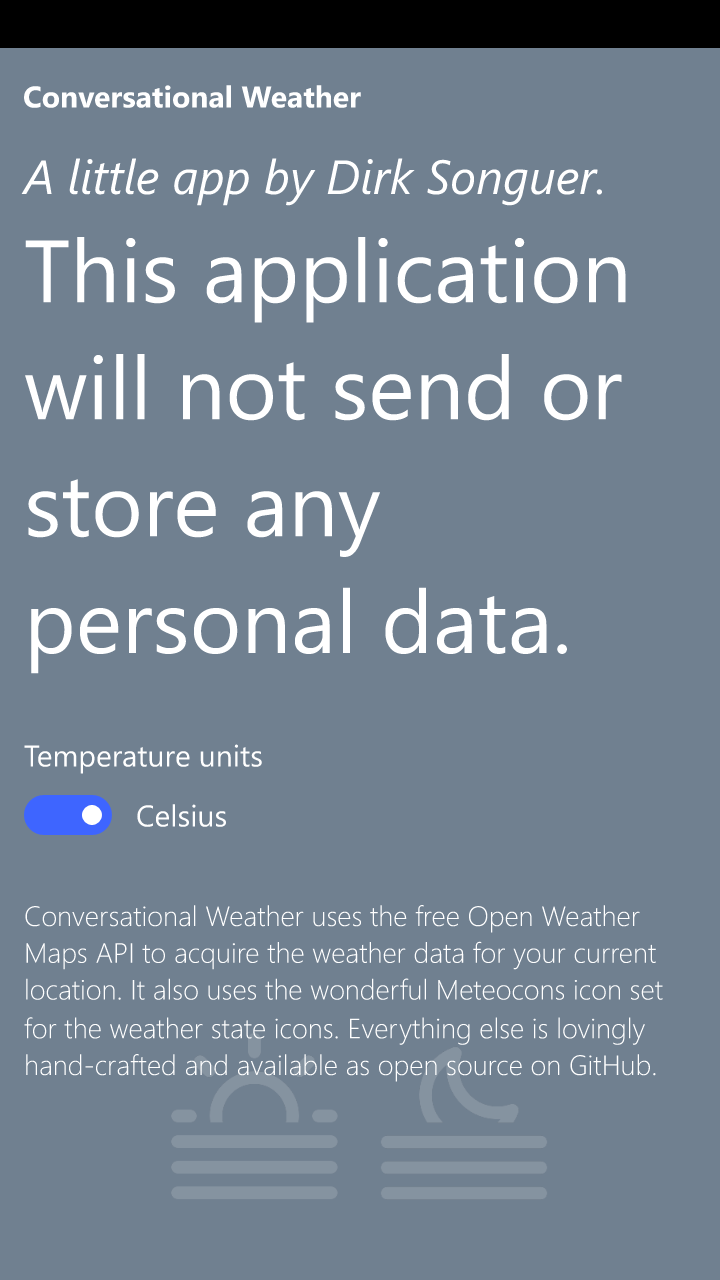 Conversational Weather
A little app by Dirk Songuer.
This application
will not send or
store any
personal data.
Temperature units
Celsius
Conversational Weather uses the free Open Weather
Maps API to acquire the weather data for your current
location. It also uses the wonderful Meteocons icon set
for the weather state icons. Everything else is lovingly
hand-crafted and available as open source on GitHub.